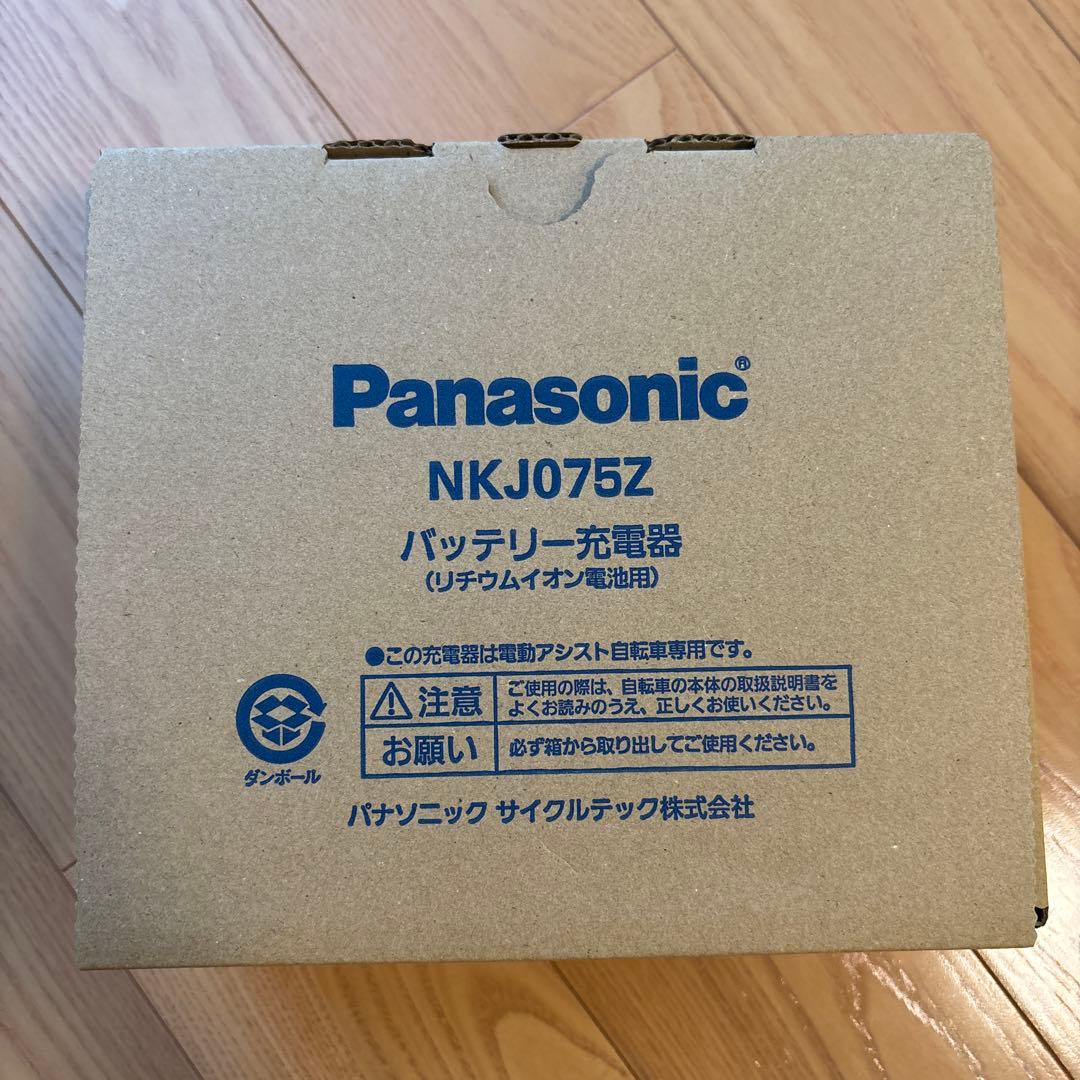 Panasonic®
NKJ075Z
バッテリー充電器
(リチウムイオン電池用)
●この充電器は電動アシスト自転車専用です。
注意
ご使用の際は、自転車の本体の取扱説明書を
よくお読みのうえ、正しくお使いください。
お願い
必ず箱から取り出してご使用ください。
ダンボール
パナソニック サイクルテック株式会社